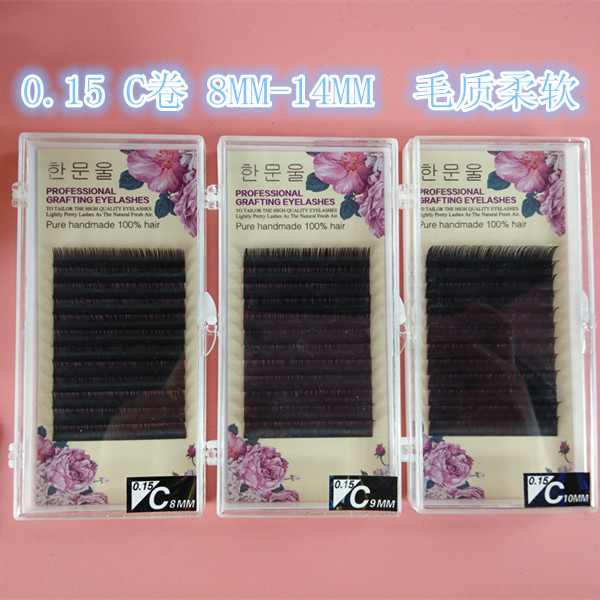 0.15 C卷 8MM-14MM 毛质柔软
한문울
PROFESSIONAL
GRAFTING EYELASHES
TO TAILOR THE HIGH QUALITY EYELASHES
Lightly Pretty Lashes As The Natural Fresh Air.
Pure handmade 100% hair
0.15
C 8MM
한문울
PROFESSIONAL
GRAFTING EYELASHES
TO TAILOR THE HIGH QUALITY EYELASHES
Lightly Pretty Lashes As The Natural Fresh Air.
Pure handmade 100% hair
0.15
C 9MM
한문울
PROFESSIONAL
GRAFTING EYELASHES
TO TAILOR THE HIGH QUALITY EYELASHES
Lightly Pretty Lashes As The Natural Fresh Air.
Pure handmade 100% hair
0.15
C 10MM